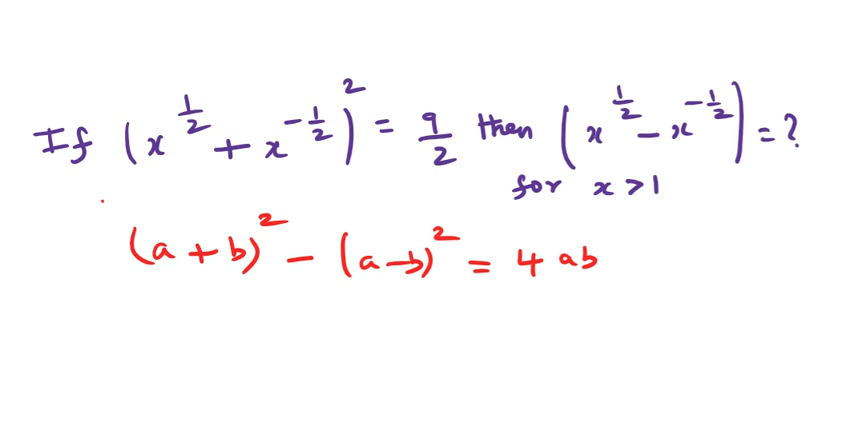 If (x^{1/2} + x^{-1/2})^2 = 9/2 then (x^{1/2} - x^{-1/2}) = ?
for x > 1
(a + b)^2 - (a - b)^2 = 4ab